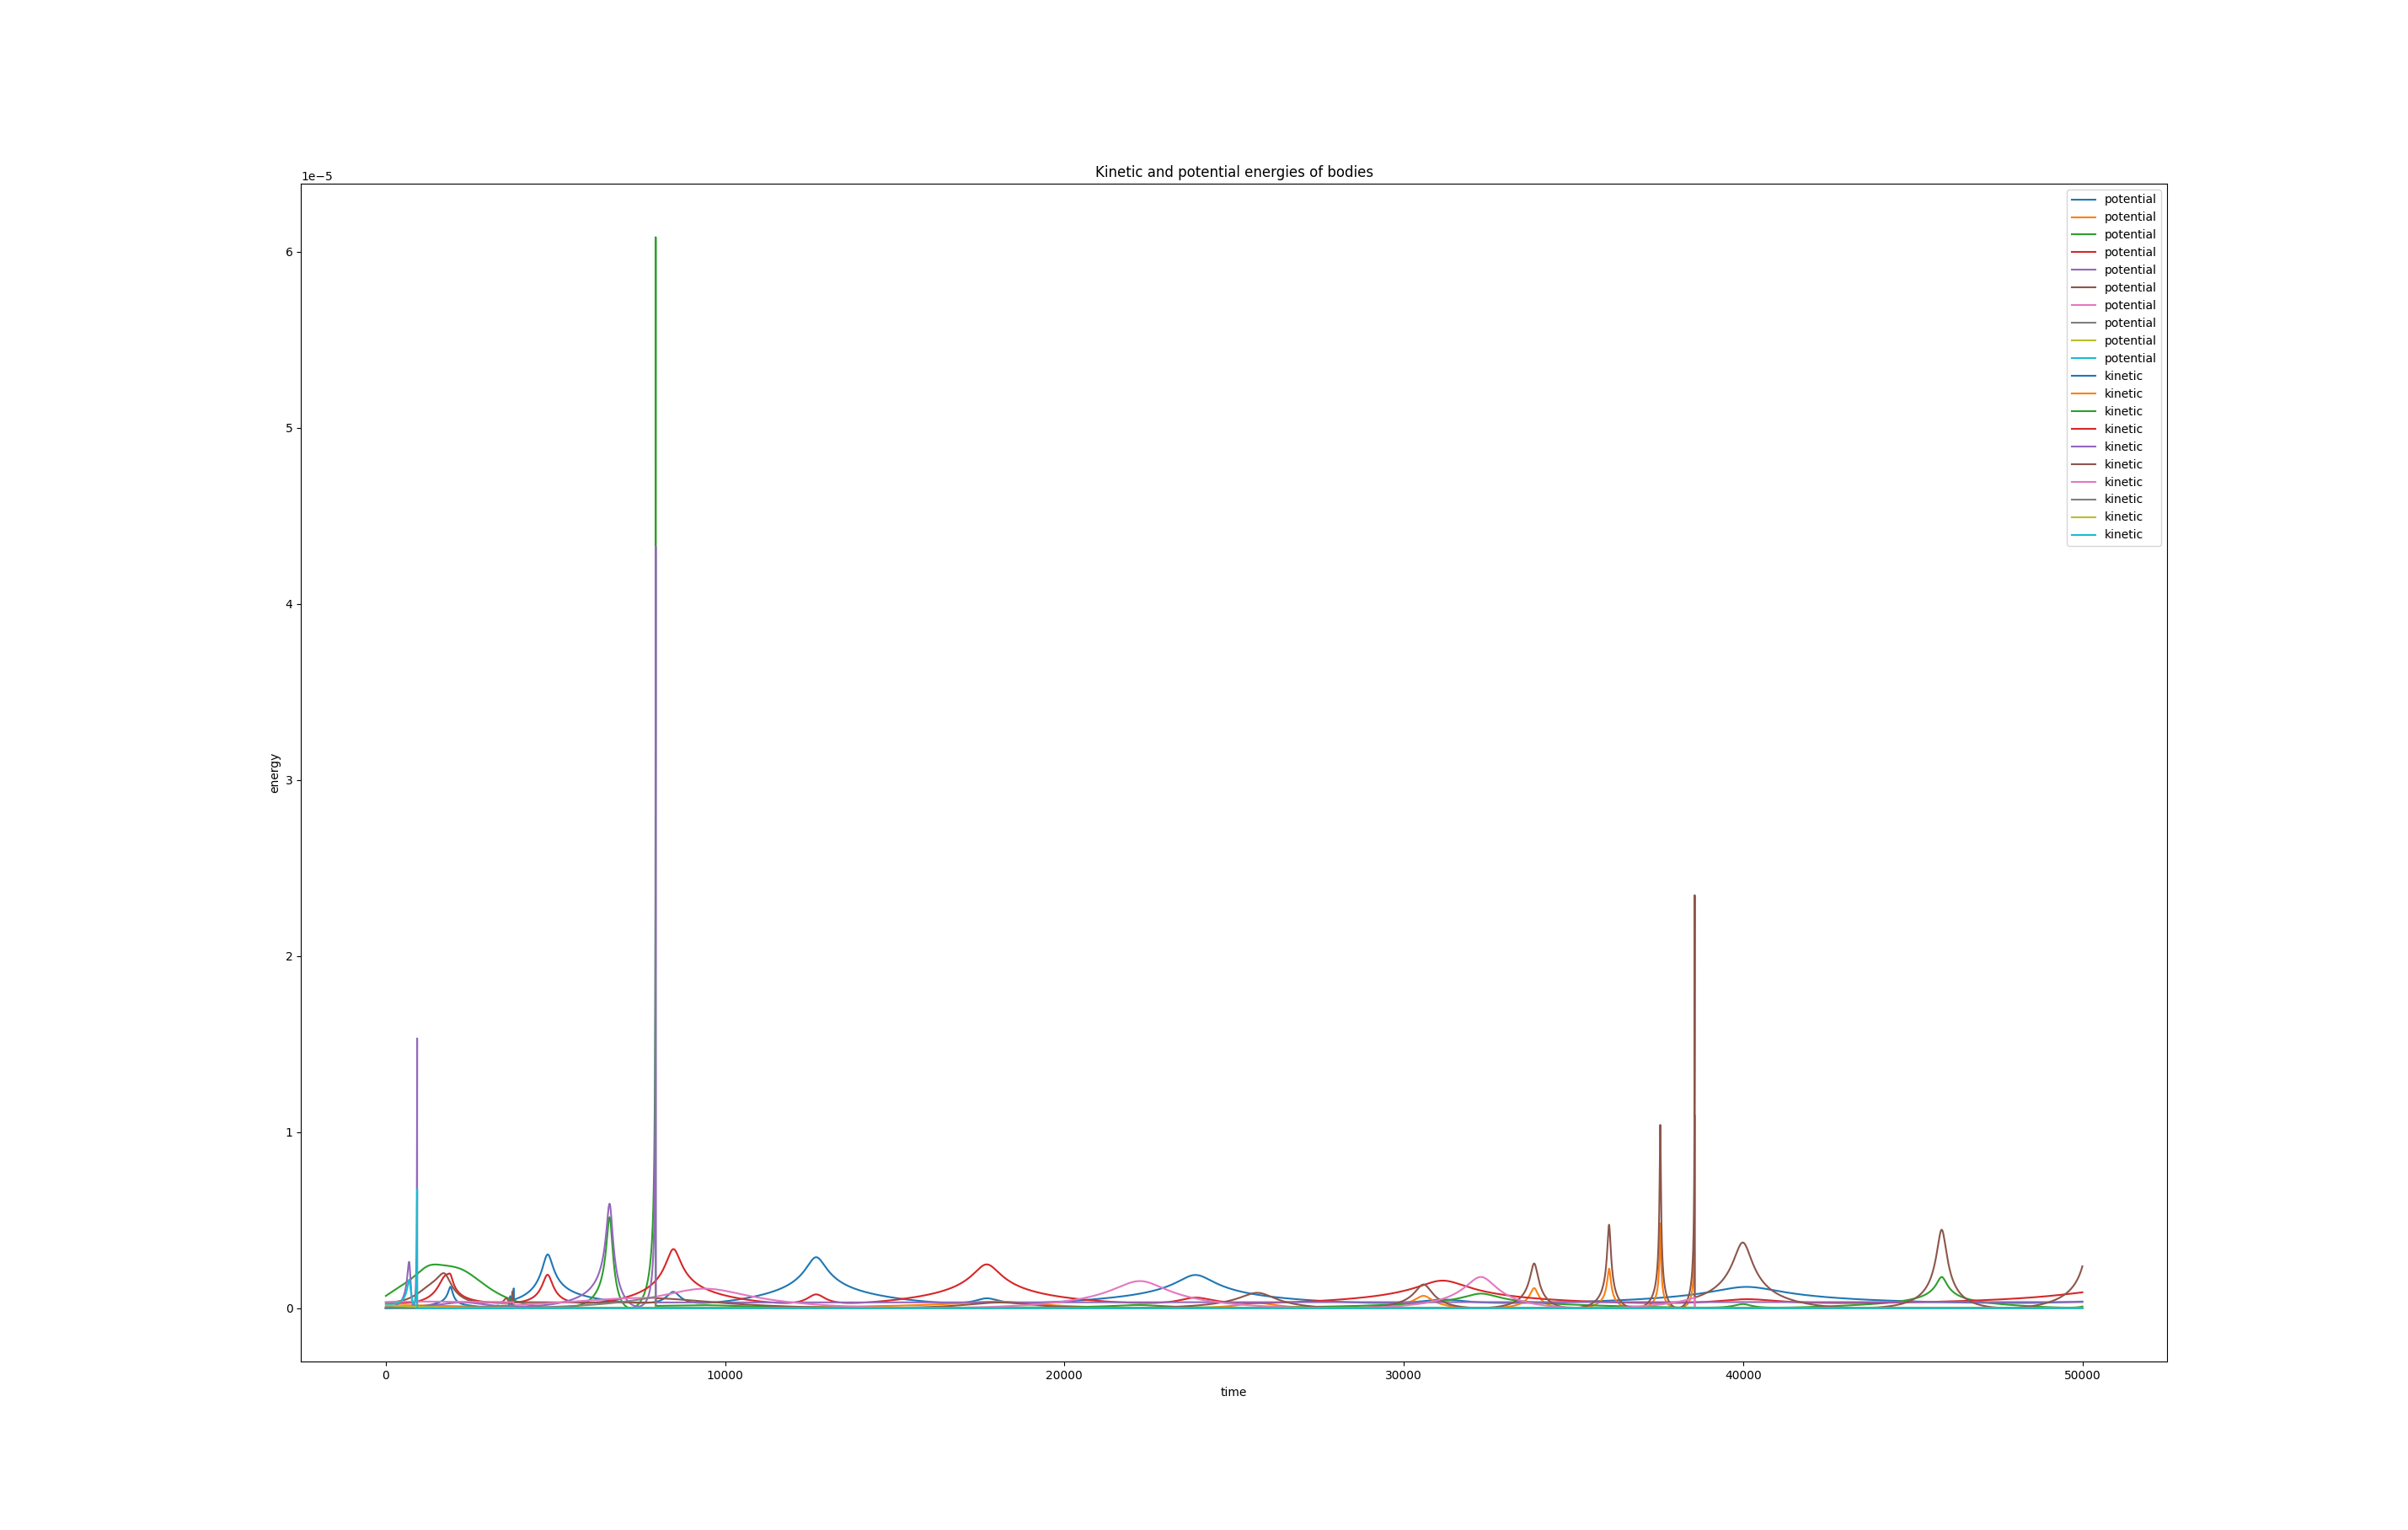 Kinetic and potential energies of bodies
1e−5
6
5
4
3
2
1
0
energy
0 10000 20000 30000 40000 50000
time
potential
potential
potential
potential
potential
potential
potential
potential
potential
potential
kinetic
kinetic
kinetic
kinetic
kinetic
kinetic
kinetic
kinetic
kinetic
kinetic